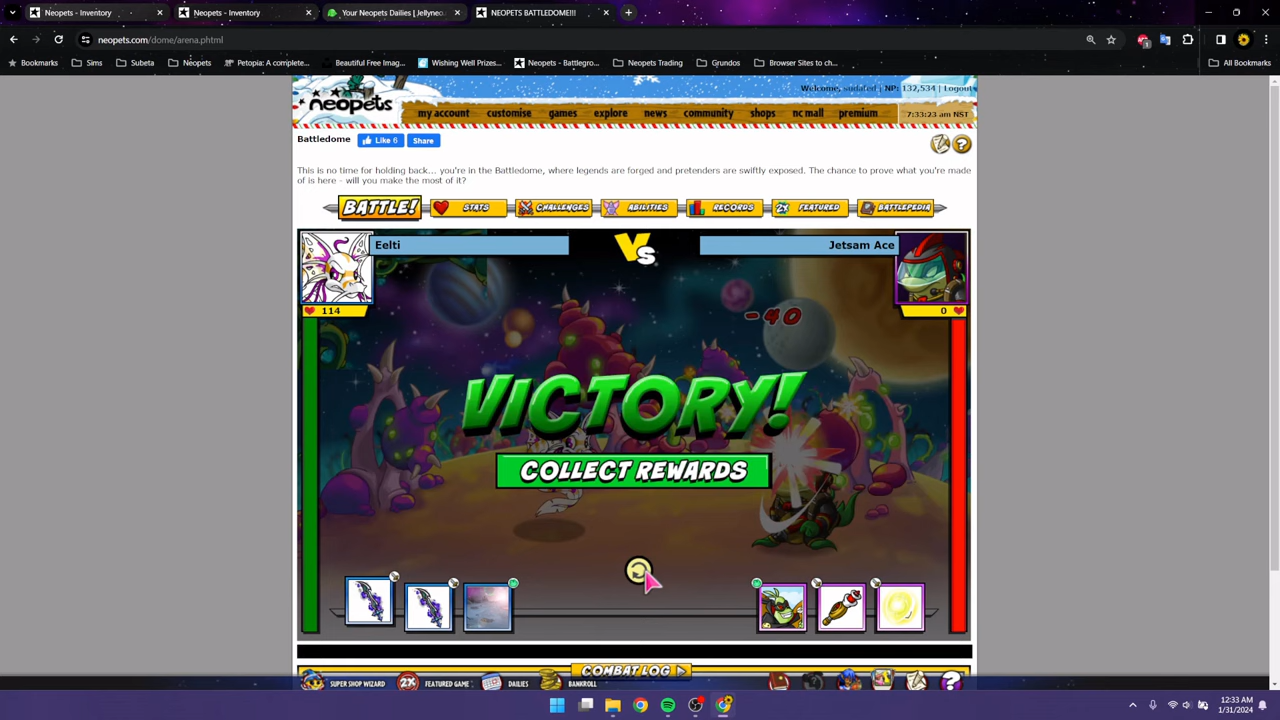 Neopets - Inventory
Neopets - Inventory
Your Neopets Dailies | Jellyneo
NEOPETS BATTLEDOME!!!
neopets.com/dome/arena.phtml
Bookmarks
Sims
Subeta
Neopets
Petopia: A complete...
Beautiful Free Imag...
Wishing Well Prizes...
Neopets - Battlegro...
Neopets Trading
Grundos
Browser Sites to ch...
All Bookmarks
neopets
Welcome, sudated | NP: 132,534 | Logout
my account
customise
games
explore
news
community
shops
nc mall
premium
7:33:23 am NST
Battledome
Like 6
Share
This is no time for holding back... you're in the Battledome, where legends are forged and pretenders are swiftly exposed. The chance to prove what you're made
of is here - will you make the most of it?
BATTLE!
STATS
CHALLENGES
ABILITIES
RECORDS
2X
FEATURED
BATTLEPEDIA
Eelti
VS
Jetsam Ace
114
0
-40
VICTORY!
COLLECT REWARDS
COMBAT LOG
SUPER SHOP WIZARD
2X
FEATURED GAME
DAILIES
BANKROLL
12:33 AM
1/31/2024